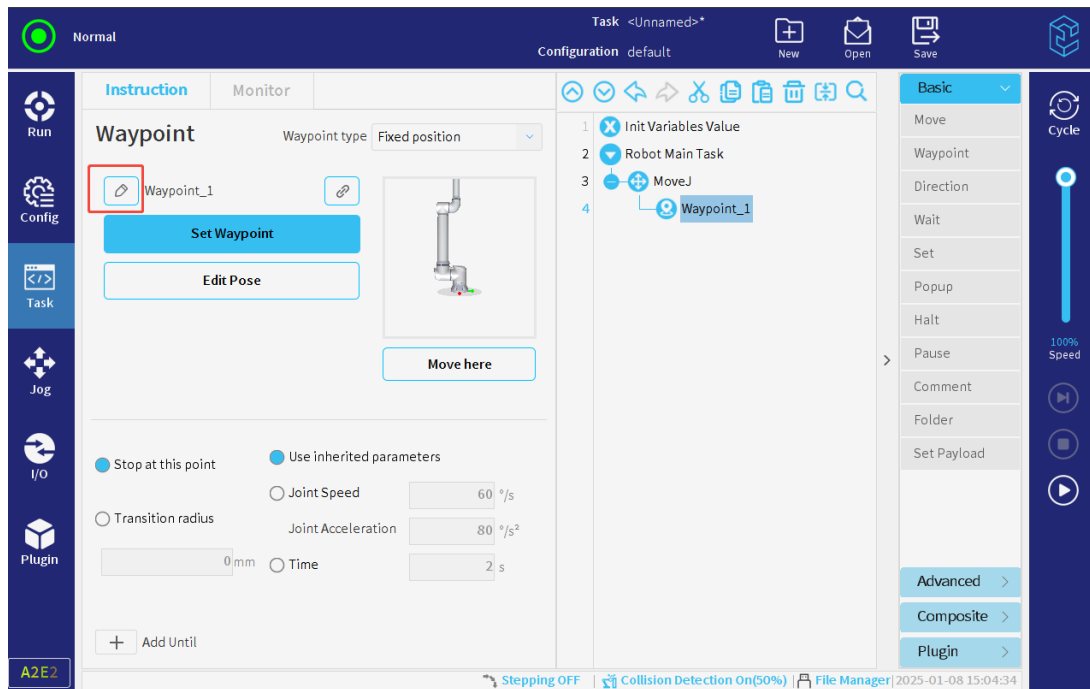 Normal
Task <Unnamed>*
Configuration default
New
Open
Save
Run
Config
Task
Jog
I/O
Plugin
A2E2
Instruction
Monitor
Waypoint
Waypoint type
Fixed position
Waypoint_1
Set Waypoint
Edit Pose
Move here
Stop at this point
Use inherited parameters
Joint Speed 60 °/s
Transition radius
Joint Acceleration 80 °/s²
0 mm
Time 2 s
+ Add Until
1 Init Variables Value
2 Robot Main Task
3 MoveJ
4 Waypoint_1
Basic
Move
Waypoint
Direction
Wait
Set
Popup
Halt
Pause
Comment
Folder
Set Payload
Advanced
Composite
Plugin
Cycle
100%
Speed
Stepping OFF | Collision Detection On(50%) | File Manager | 2025-01-08 15:04:34